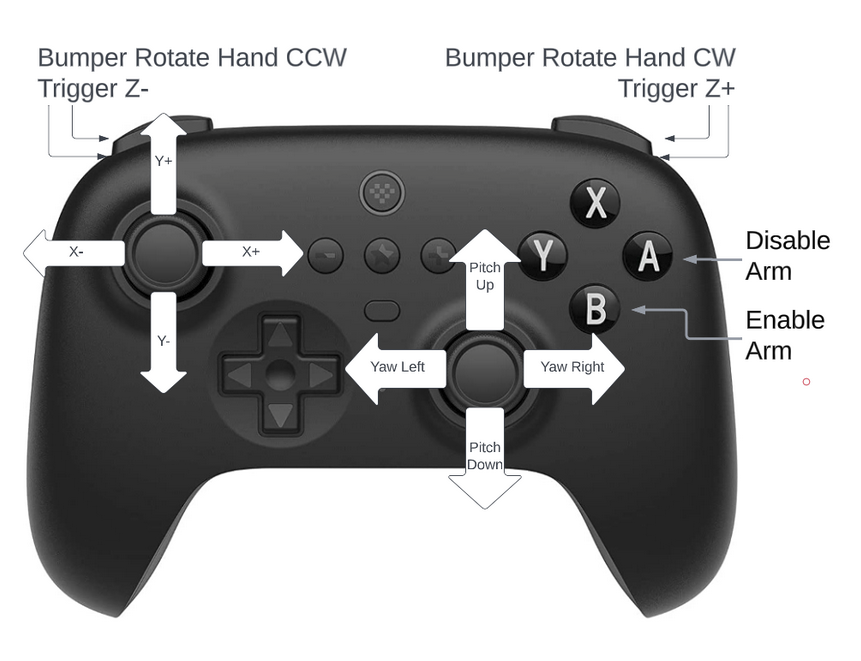 Bumper Rotate Hand CCW
Trigger Z-
Bumper Rotate Hand CW
Trigger Z+
Y+
X-
X+
Y-
X
Y
A
B
Disable
Arm
Enable
Arm
Pitch
Up
Yaw Left
Yaw Right
Pitch
Down